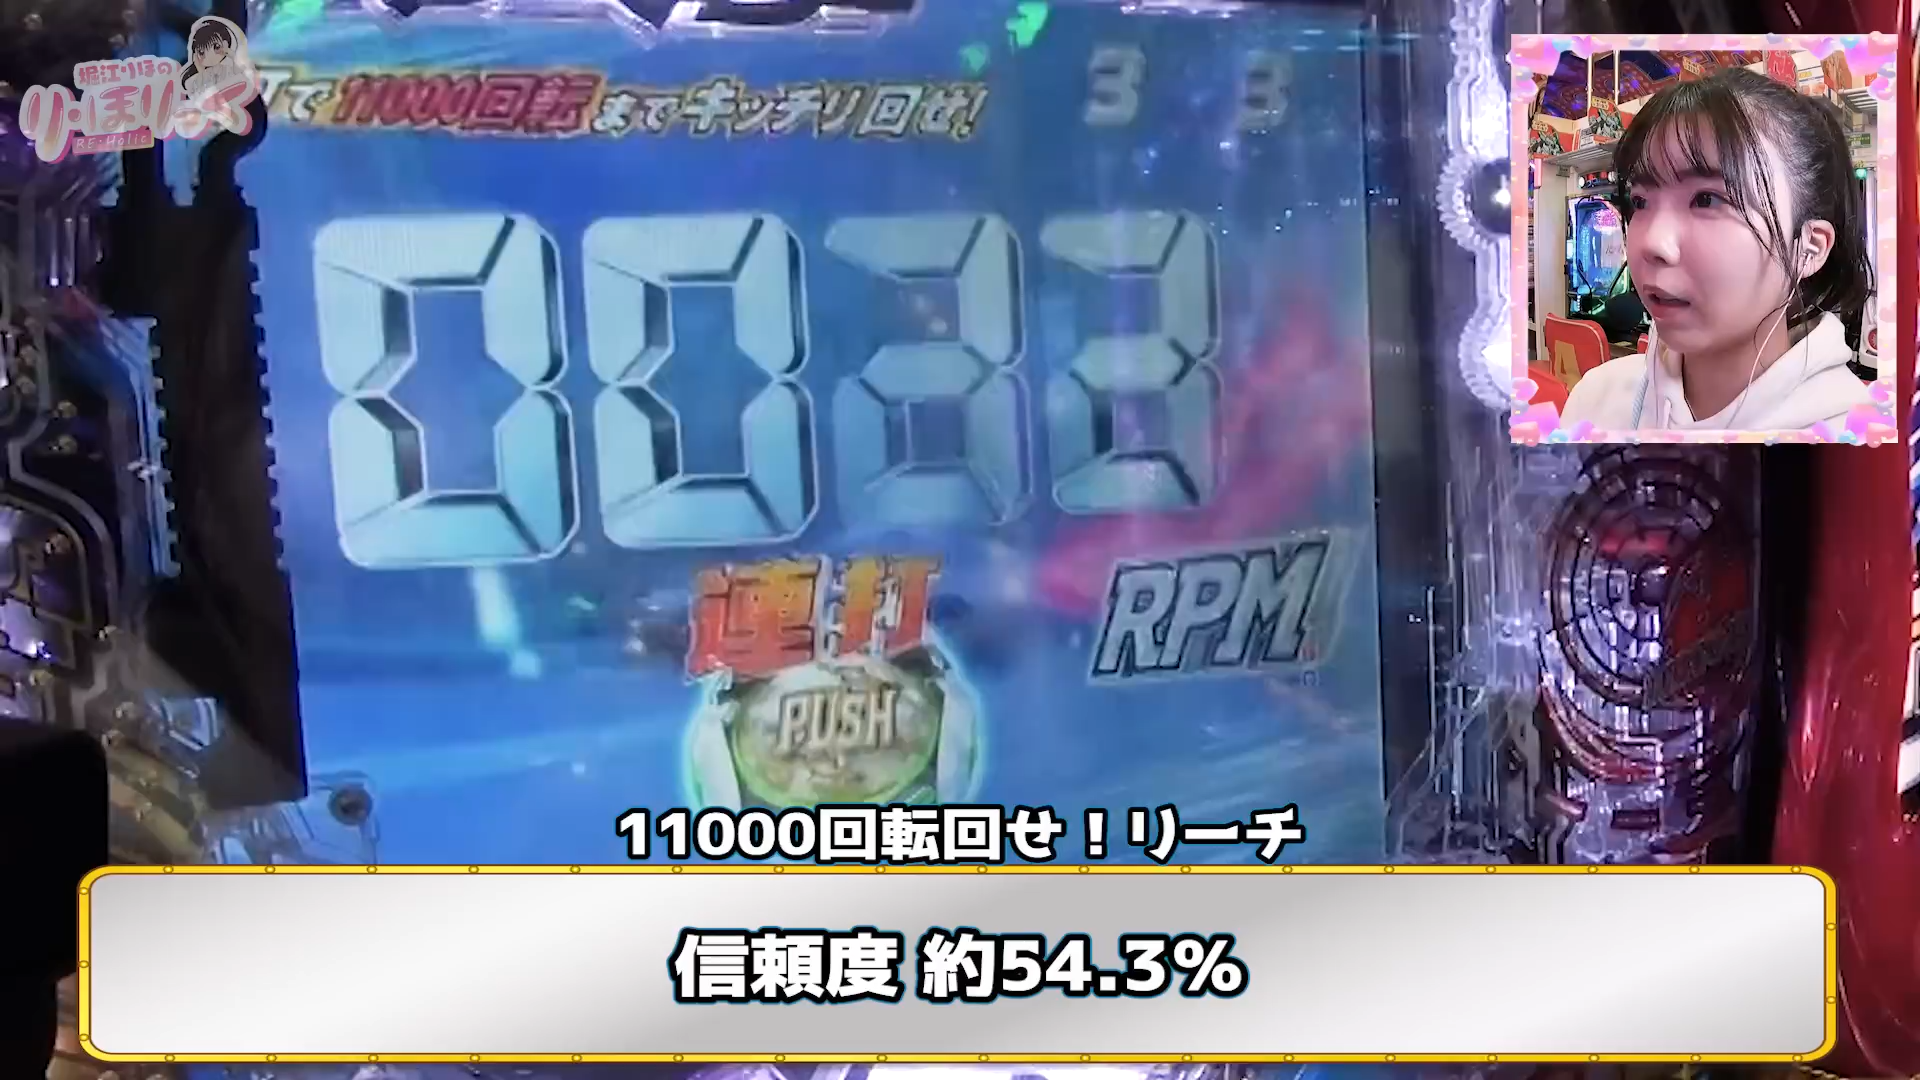 堀江りほの
り・ほりっく
RE・Holic
で11000回転までキッチリ回せ!
3 3
00
連打
RPM
PUSH
11000回転回せ！リーチ
信頼度 約54.3%